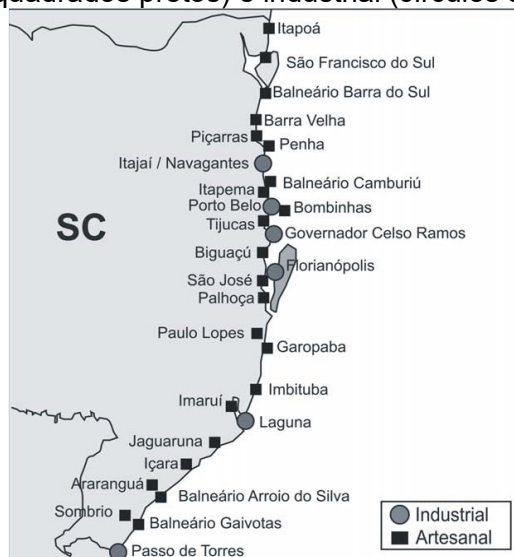 quadrados pretos) e industrial (círculos
Itapoá
São Francisco do Sul
Balneário Barra do Sul
Barra Velha
Piçarras
Penha
Itajaí / Navagantes
Balneário Camburiú
Itapema
Porto Belo
Bombinhas
Tijucas
Governador Celso Ramos
SC
Biguaçú
Florianópolis
São José
Palhoça
Paulo Lopes
Garopaba
Imbituba
Imaruí
Laguna
Jaguaruna
Içara
Araranguá
Balneário Arroio do Silva
Sombrio
Balneário Gaivotas
Passo de Torres
Industrial
Artesanal